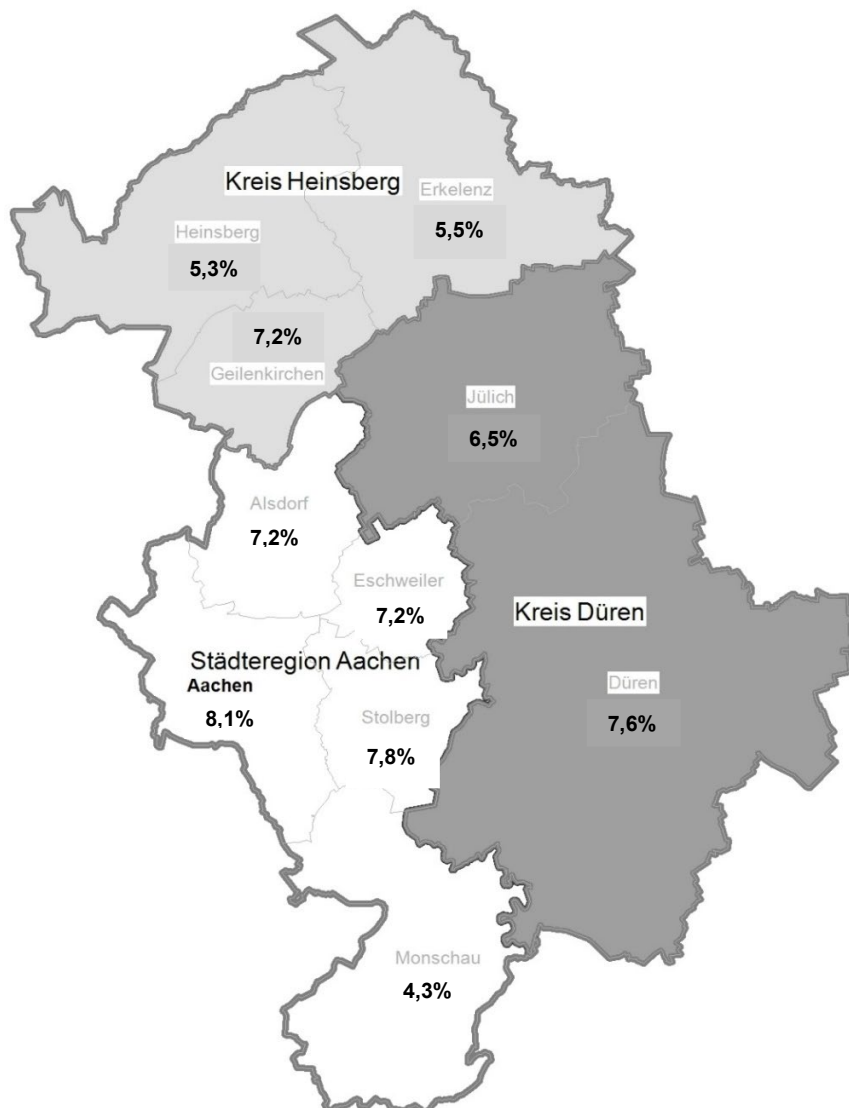 Kreis Heinsberg
Erkelenz
5,5%
Heinsberg
5,3%
7,2%
Geilenkirchen
Jülich
6,5%
Alsdorf
7,2%
Eschweiler
7,2%
Kreis Düren
Städteregion Aachen
Aachen
8,1%
Düren
7,6%
Stolberg
7,8%
Monschau
4,3%